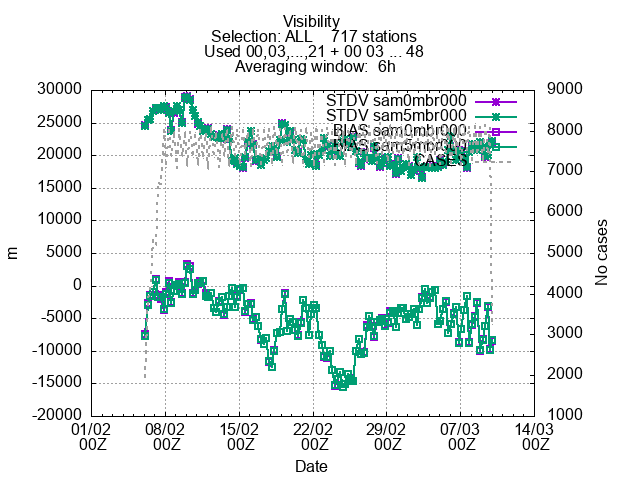 Visibility
Selection: ALL 717 stations
Used 00,03,...,21 + 00 03 ... 48
Averaging window: 6h
30000
25000
20000
15000
10000
5000
0
-5000
-10000
-15000
-20000
m
9000
8000
7000
6000
5000
4000
3000
2000
1000
No cases
STDV sam0mbr000
STDV sam5mbr000
BIAS sam0mbr000
BIAS sam5mbr000
CASES
01/02 08/02 15/02 22/02 29/02 07/03 14/03
00Z 00Z 00Z 00Z 00Z 00Z 00Z
Date